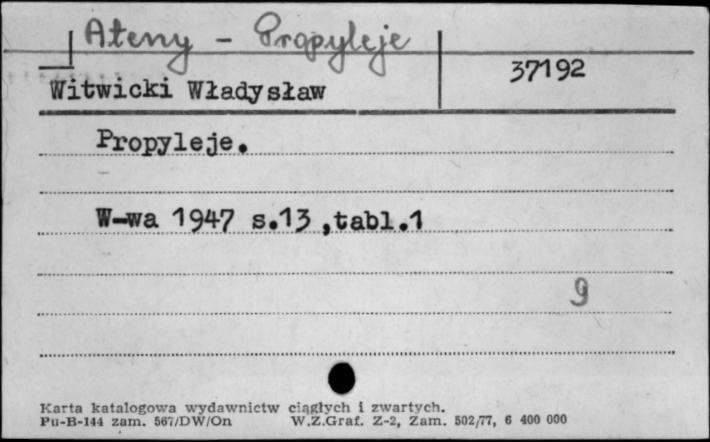 Ateny - Propyleje
37192
Witwicki Władysław
Propyleje.
W-wa 1947 s.13 ,tabl.1
9
Karta katalogowa wydawnictw ciągłych i zwartych.
Pu-B-144 zam. 567/DW/On W.Z.Graf. Z-2, Zam. 502/77, 6 400 000